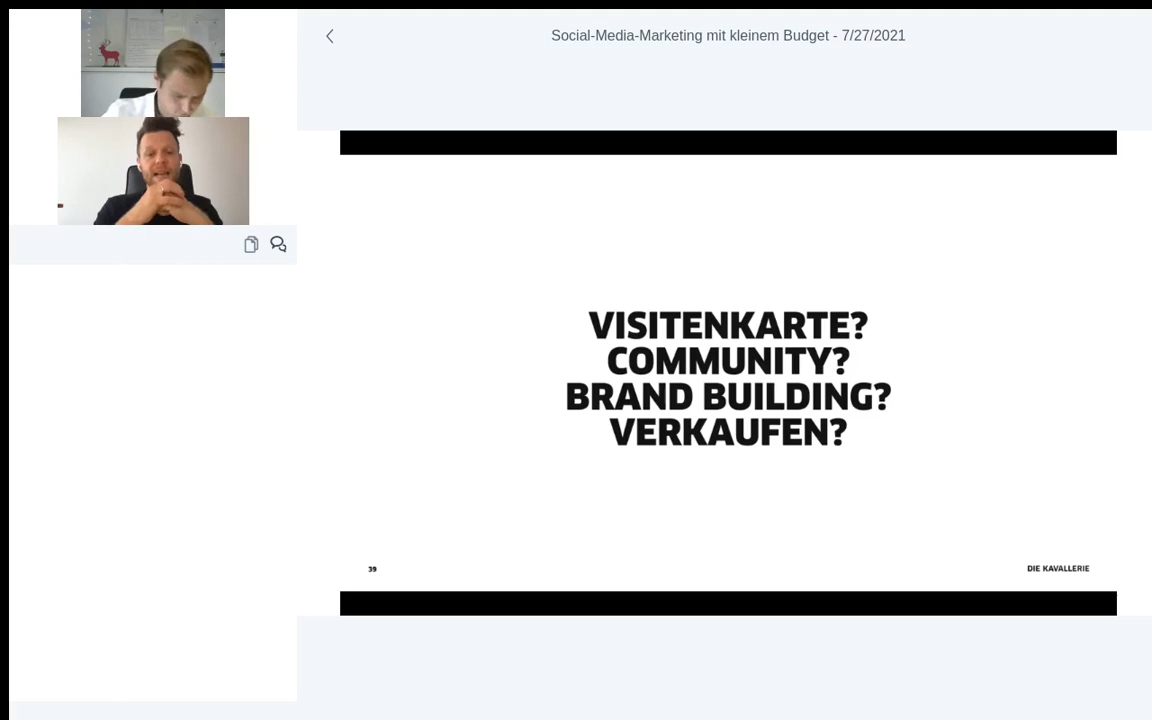 Social-Media-Marketing mit kleinem Budget - 7/27/2021
VISITENKARTE?
COMMUNITY?
BRAND BUILDING?
VERKAUFEN?
39
DIE KAVALLERIE